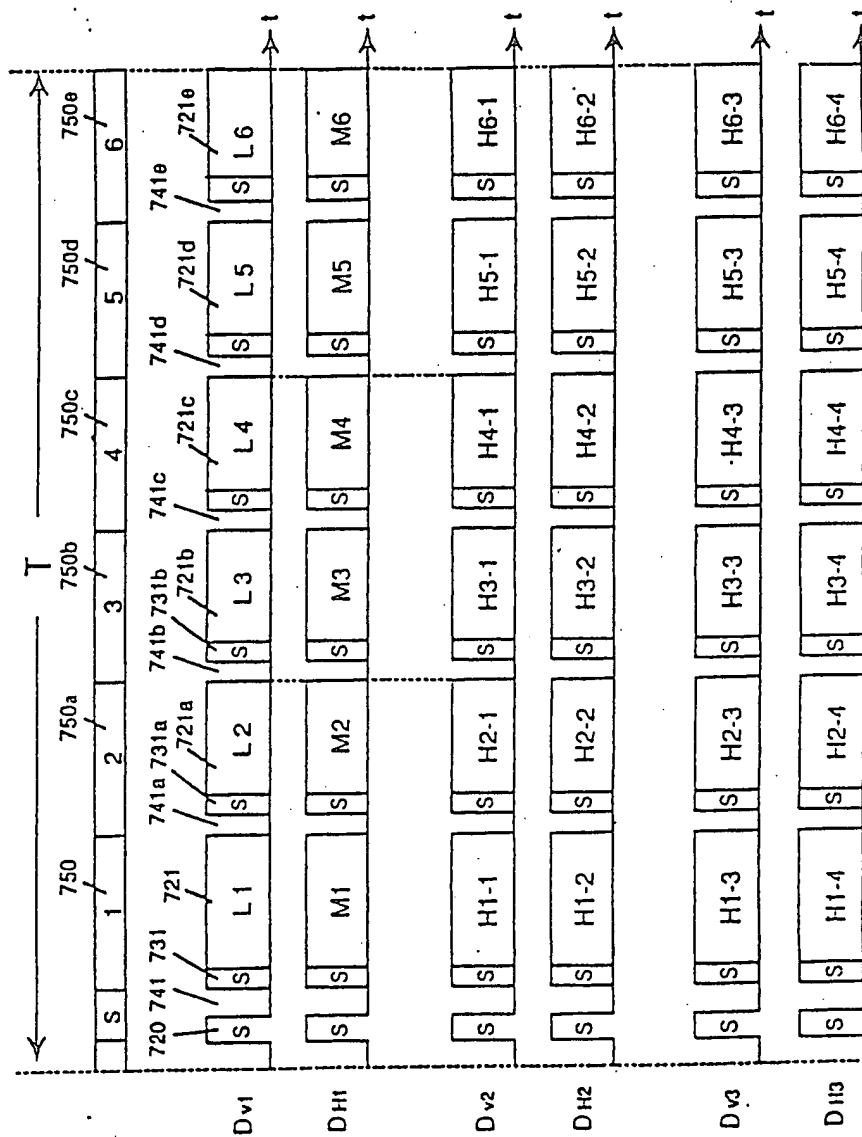 T
750 750a 750b 750c 750d 750e
S 1 2 3 4 5 6
720 741 731 721 741a 731a 721a 741b 731b 721b 741c 721c 741d 721d 741e 721e
Dv1 S S L1 S L2 S L3 S L4 S L5 S L6 t
DH1 S S M1 S M2 S M3 S M4 S M5 S M6 t
Dv2 S S H1-1 S H2-1 S H3-1 S H4-1 S H5-1 S H6-1 t
DH2 S S H1-2 S H2-2 S H3-2 S H4-2 S H5-2 S H6-2 t
Dv3 S S H1-3 S H2-3 S H3-3 S H4-3 S H5-3 S H6-3 t
DH3 S S H1-4 S H2-4 S H3-4 S H4-4 S H5-4 S H6-4 t